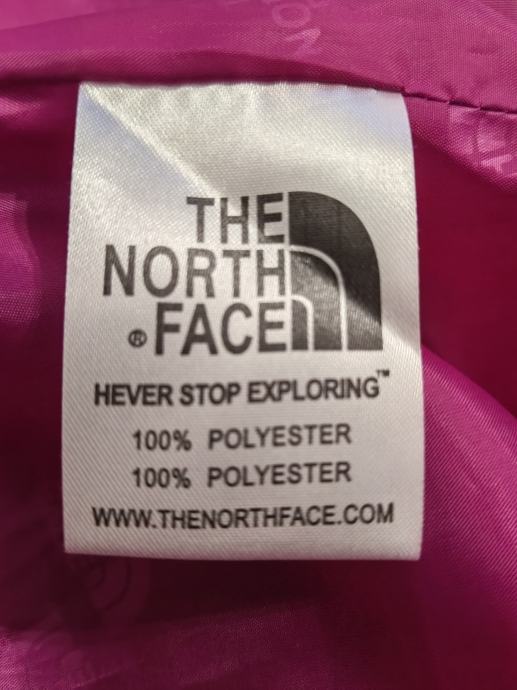 THE
NORTH
® FACE
HEVER STOP EXPLORING™
100% POLYESTER
100% POLYESTER
WWW.THENORTHFACE.COM